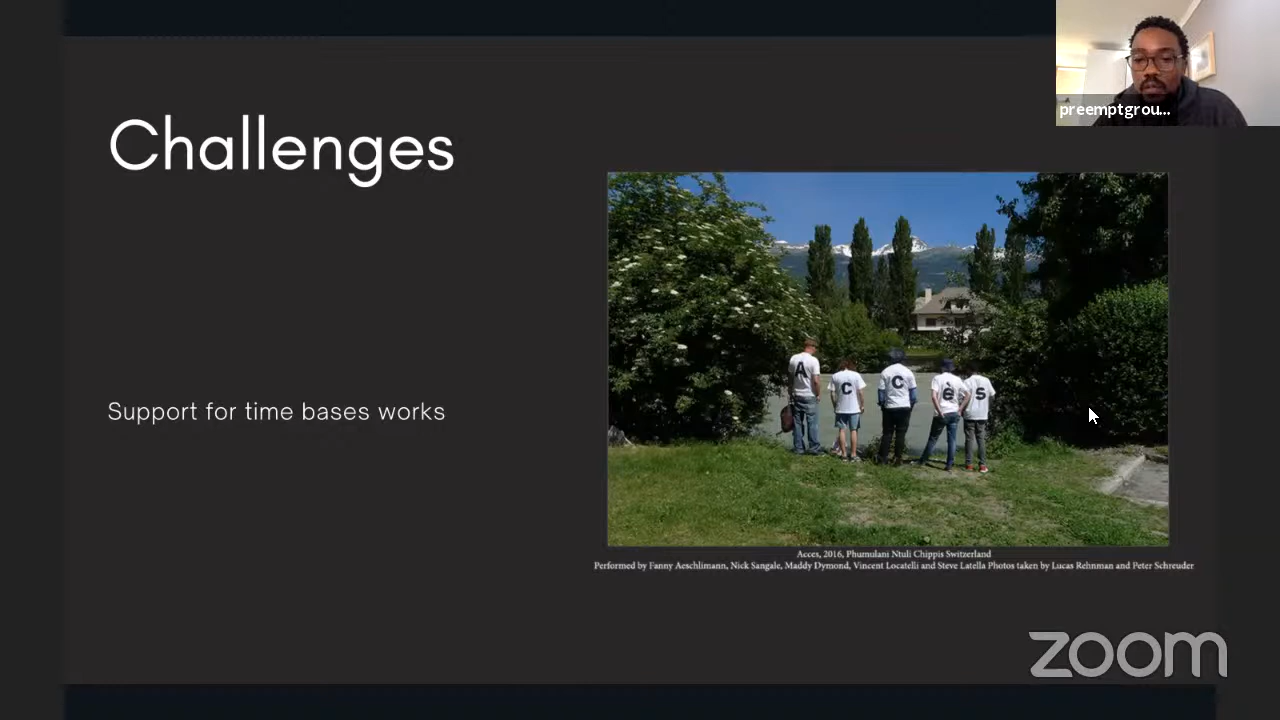 preemptgrou...
Challenges
Support for time bases works
A c c è s
Acces, 2016, Phumulani Ntuli Chippis Switzerland
Performed by Fanny Aeschlimann, Nick Sangale, Maddy Dymond, Vincent Locatelli and Steve Latella Photos taken by Lucas Rehnman and Peter Schreuder
zoom